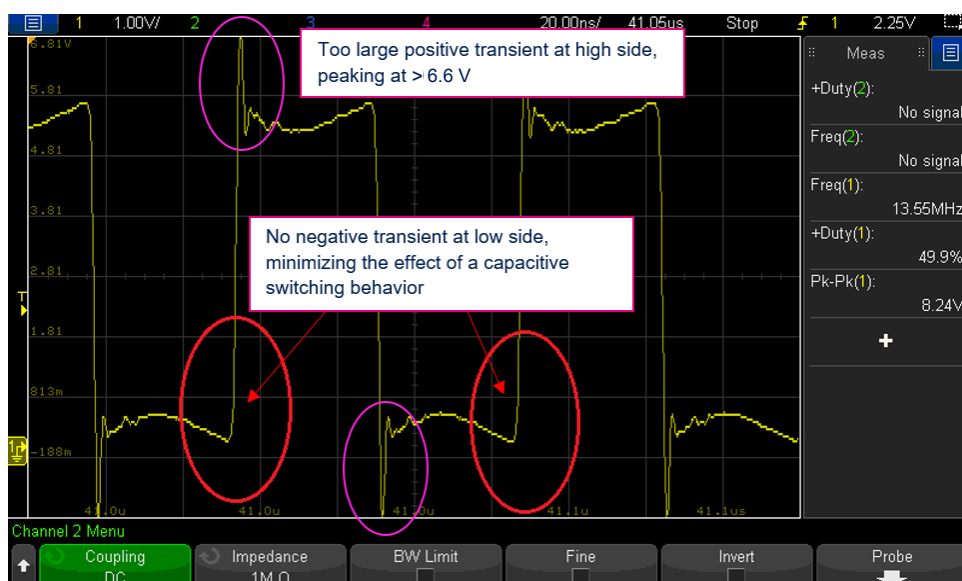 1 1.00V/ 2 3 4 20.00ns/ 41.05us Stop 1 2.25V
6.81V
5.81
4.81
3.81
2.81
1.81
813m
-188m
T
1
41.0u 41.0u 41.0u 41.1u 41.1us
Too large positive transient at high side,
peaking at > 6.6 V
No negative transient at low side,
minimizing the effect of a capacitive
switching behavior
Meas
+Duty(2):
No signal
Freq(2):
No signal
Freq(1):
13.55MHz
+Duty(1):
49.9%
Pk-Pk(1):
8.24V
Channel 2 Menu
Coupling Impedance BW Limit Fine Invert Probe
DC 1M Ω